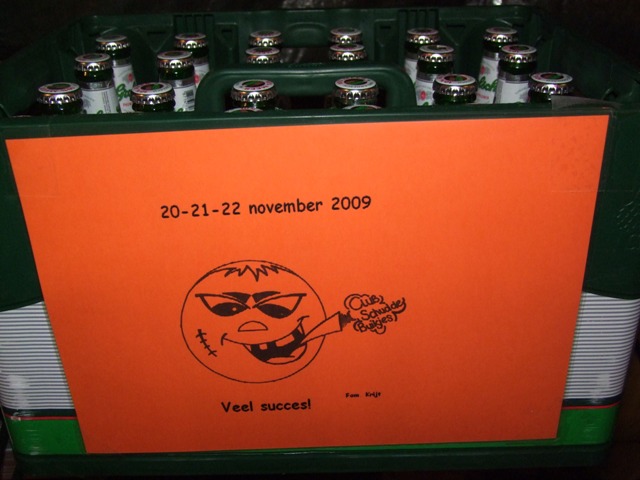 20-21-22 november 2009
Club
Schudde
Buikjes
Veel succes!
Fam. Krijt